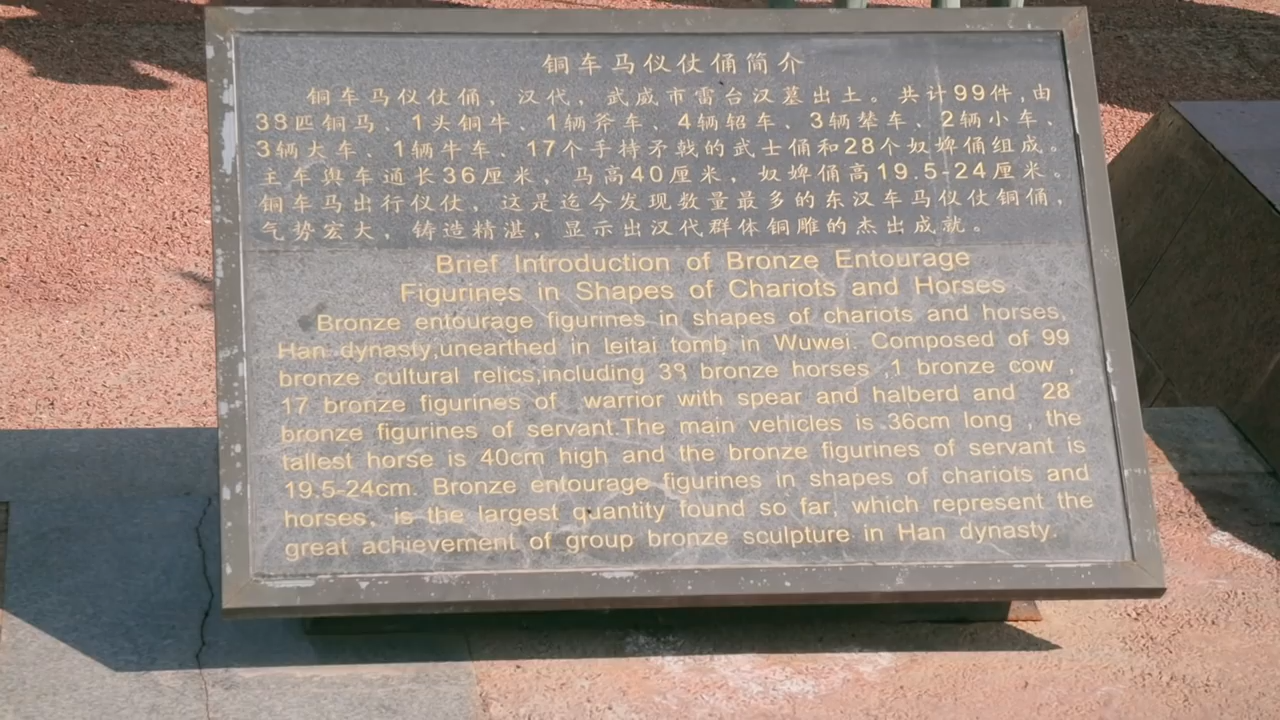 铜车马仪仗俑简介
铜车马仪仗俑，汉代，武威市雷台汉墓出土。共计99件，由
38匹铜马、1头铜牛、1辆斧车、4辆轺车、3辆辇车、2辆小车、
3辆大车、1辆牛车、17个手持矛戟的武士俑和28个奴婢俑组成。
主车舆车通长36厘米，马高40厘米，奴婢俑高19.5-24厘米。
铜车马出行仪仗，这是迄今发现数量最多的东汉车马仪仗铜俑，
气势宏大，铸造精湛，显示出汉代群体铜雕的杰出成就。
Brief Introduction of Bronze Entourage
Figurines in Shapes of Chariots and Horses
Bronze entourage figurines in shapes of chariots and horses,
Han dynasty,unearthed in leitai tomb in Wuwei. Composed of 99
bronze cultural relics,including 38 bronze horses ,1 bronze cow ,
17 bronze figurines of warrior with spear and halberd and 28
bronze figurines of servant.The main vehicles is 36cm long , the
tallest horse is 40cm high and the bronze figurines of servant is
19.5-24cm. Bronze entourage figurines in shapes of chariots and
horses, is the largest quantity found so far, which represent the
great achievement of group bronze sculpture in Han dynasty.